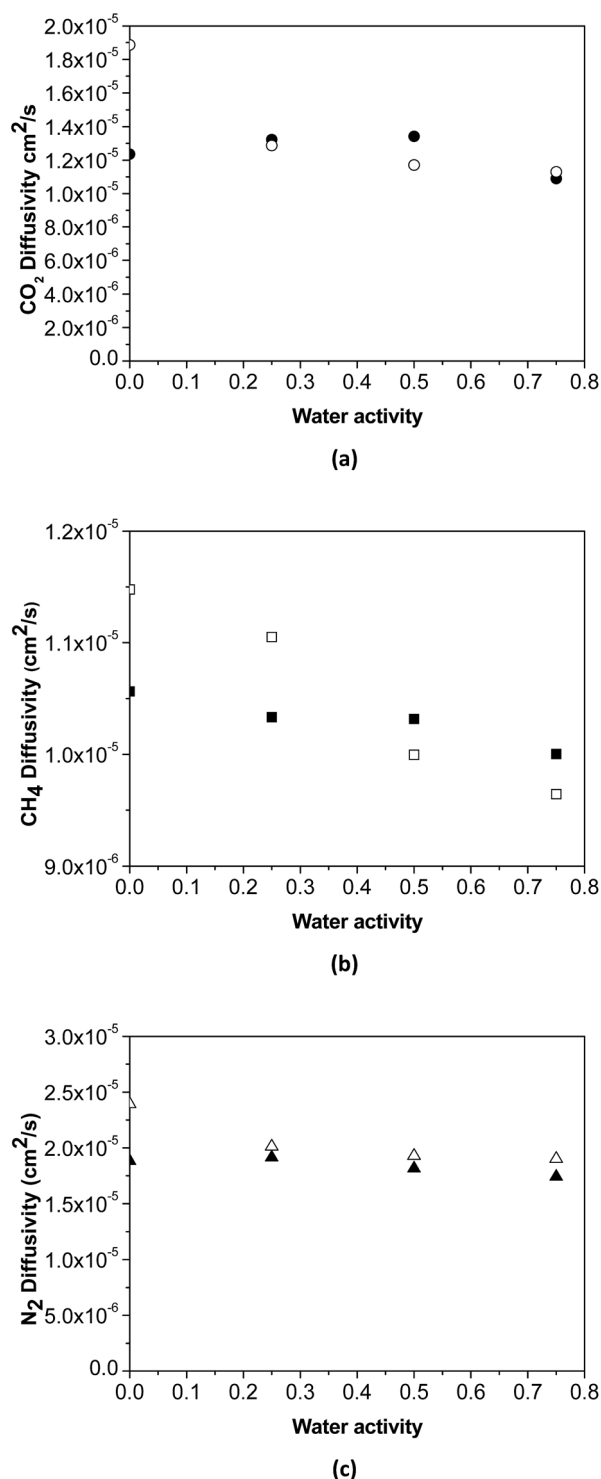 2.0x10⁻⁵
1.8x10⁻⁵
1.6x10⁻⁵
1.4x10⁻⁵
1.2x10⁻⁵
1.0x10⁻⁵
8.0x10⁻⁶
6.0x10⁻⁶
4.0x10⁻⁶
2.0x10⁻⁶
0.0
CO₂ Diffusivity cm²/s
0.0 0.1 0.2 0.3 0.4 0.5 0.6 0.7 0.8
Water activity
(a)
1.2x10⁻⁵
1.1x10⁻⁵
1.0x10⁻⁵
9.0x10⁻⁶
CH₄ Diffusivity (cm²/s)
0.0 0.1 0.2 0.3 0.4 0.5 0.6 0.7 0.8
Water activity
(b)
3.0x10⁻⁵
2.5x10⁻⁵
2.0x10⁻⁵
1.5x10⁻⁵
1.0x10⁻⁵
5.0x10⁻⁶
0.0
N₂ Diffusivity (cm²/s)
0.0 0.1 0.2 0.3 0.4 0.5 0.6 0.7 0.8
Water activity
(c)